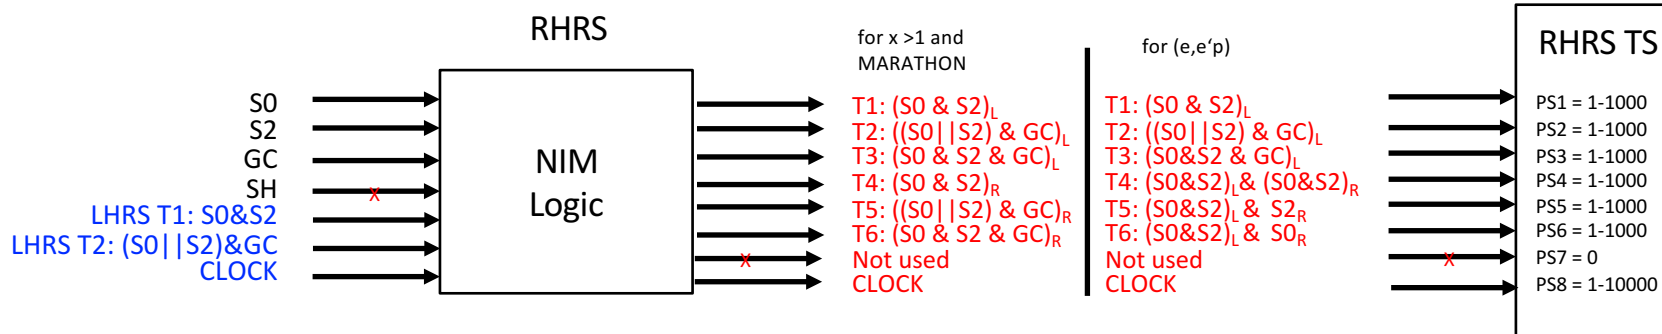 RHRS
S0
S2
GC
SH
LHRS T1: S0&S2
LHRS T2: (S0||S2)&GC
CLOCK
x
NIM
Logic
for x >1 and
MARATHON
T1: (S0 & S2)L
T2: ((S0||S2) & GC)L
T3: (S0 & S2 & GC)L
T4: (S0 & S2)R
T5: ((S0||S2) & GC)R
T6: (S0 & S2 & GC)R
Not used
CLOCK
x
for (e,e‘p)
T1: (S0 & S2)L
T2: ((S0||S2) & GC)L
T3: (S0&S2 & GC)L
T4: (S0&S2)L& (S0&S2)R
T5: (S0&S2)L& S2R
T6: (S0&S2)L& S0R
Not used
CLOCK
x
RHRS TS
PS1 = 1-1000
PS2 = 1-1000
PS3 = 1-1000
PS4 = 1-1000
PS5 = 1-1000
PS6 = 1-1000
PS7 = 0
PS8 = 1-10000